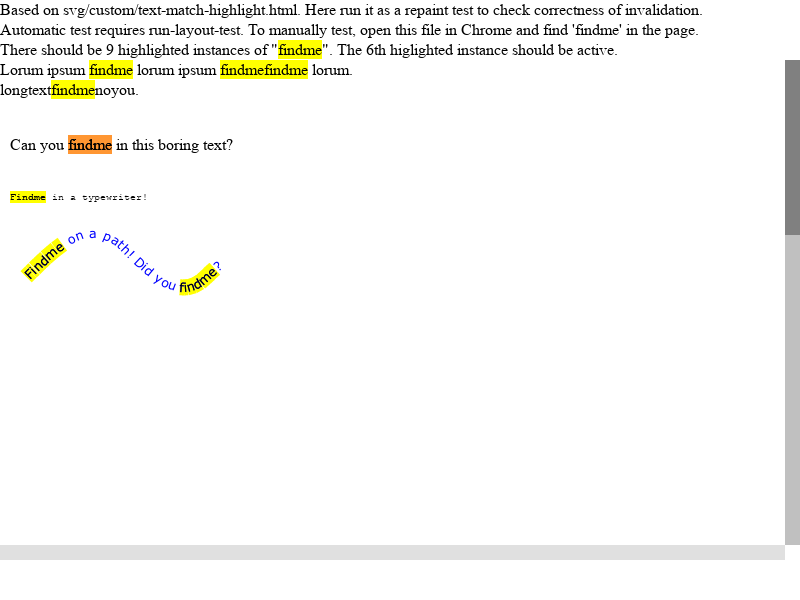 Based on svg/custom/text-match-highlight.html. Here run it as a repaint test to check correctness of invalidation.
Automatic test requires run-layout-test. To manually test, open this file in Chrome and find 'findme' in the page.
There should be 9 highlighted instances of "findme". The 6th higlighted instance should be active.
Lorum ipsum findme lorum ipsum findmefindme lorum.
longtextfindmenoyou.
Can you findme in this boring text?
Findme in a typewriter!
Findme on a path! Did you findme?